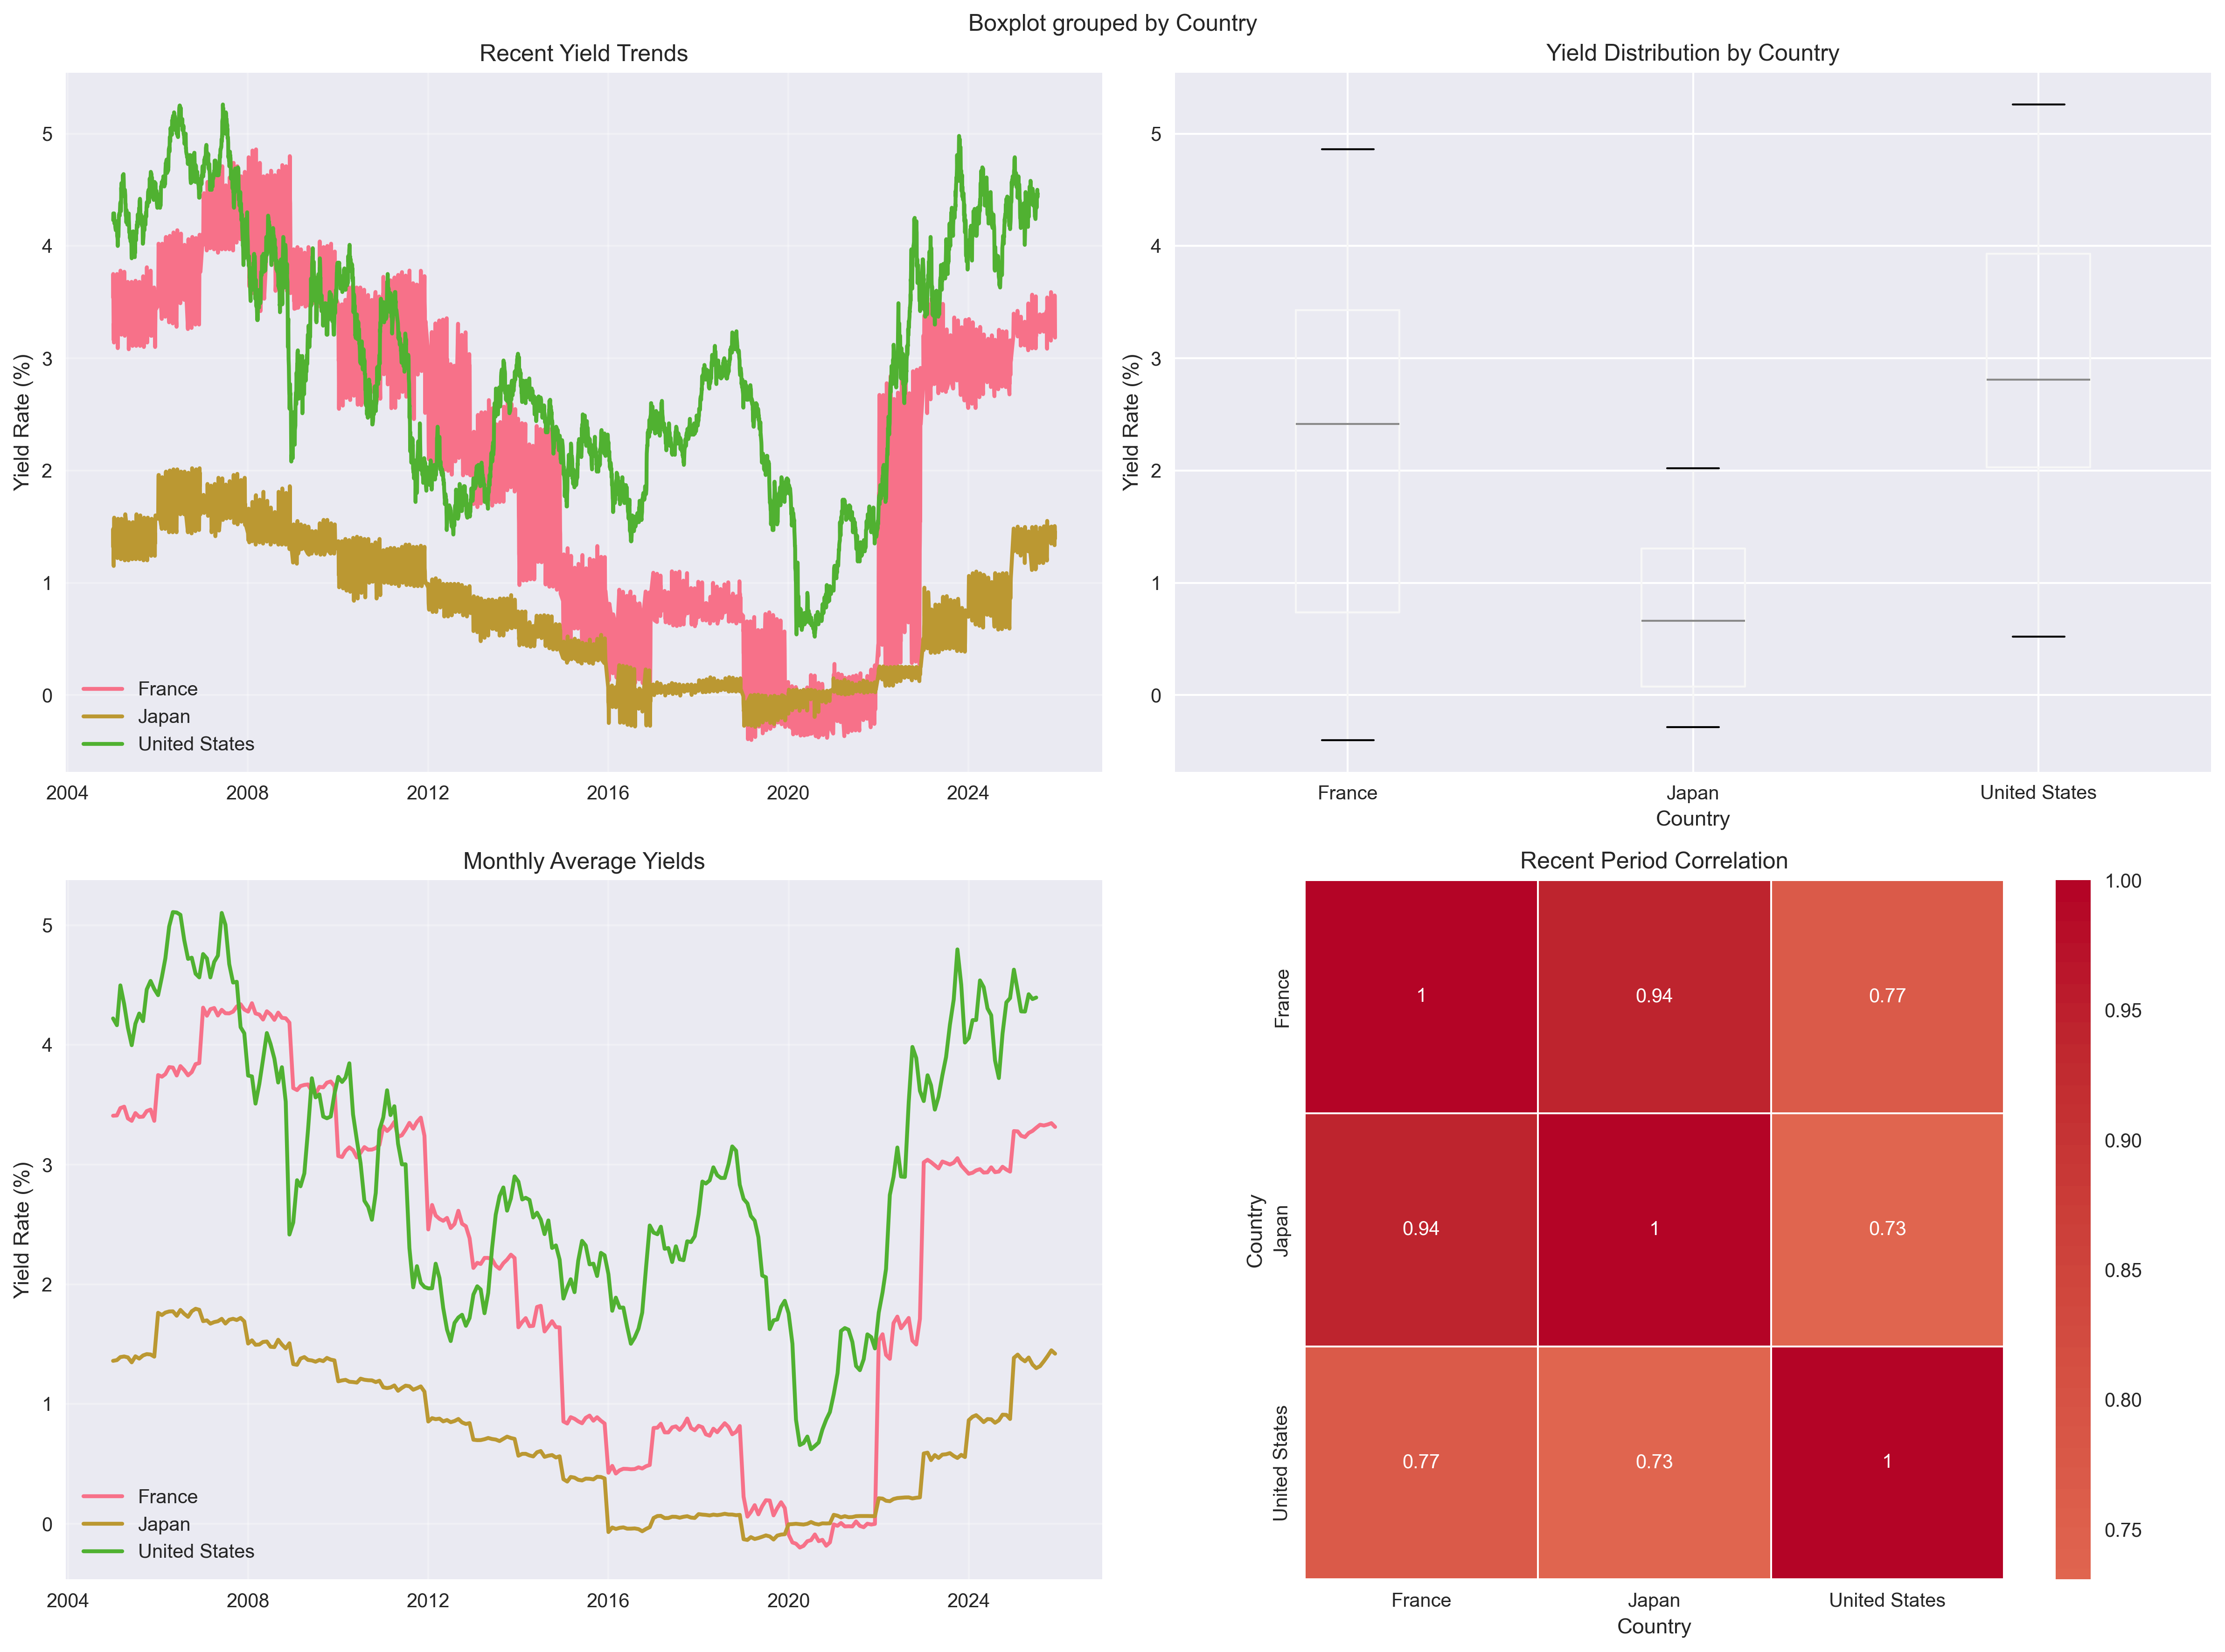 Boxplot grouped by Country
Recent Yield Trends
Yield Rate (%)
5
4
3
2
1
0
France
Japan
United States
2004 2008 2012 2016 2020 2024
Yield Distribution by Country
Yield Rate (%)
5
4
3
2
1
0
France Japan United States
Country
Monthly Average Yields
Yield Rate (%)
5
4
3
2
1
0
France
Japan
United States
2004 2008 2012 2016 2020 2024
Recent Period Correlation
Country
France
Japan
United States
1 0.94 0.77
0.94 1 0.73
0.77 0.73 1
France Japan United States
Country
1.00
0.95
0.90
0.85
0.80
0.75